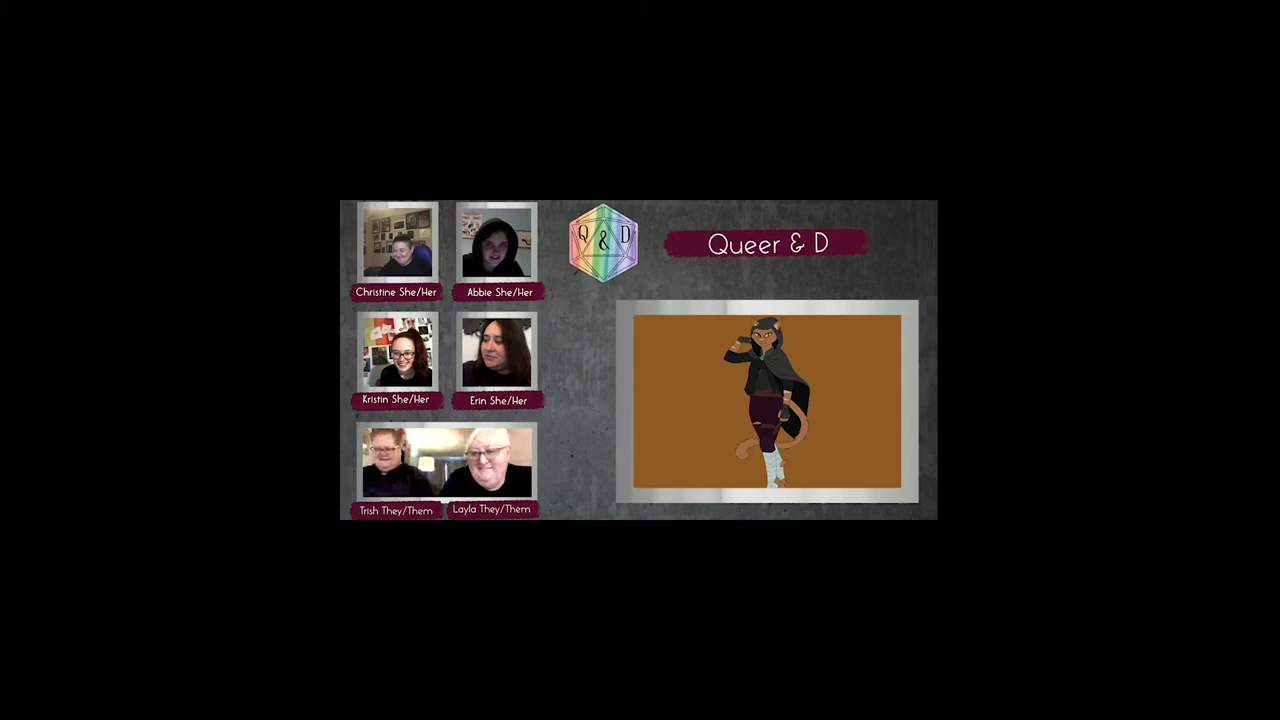 Q & D
Queer & D
Christine She/Her
Abbie She/Her
Kristin She/Her
Erin She/Her
Trish They/Them
Layla They/Them